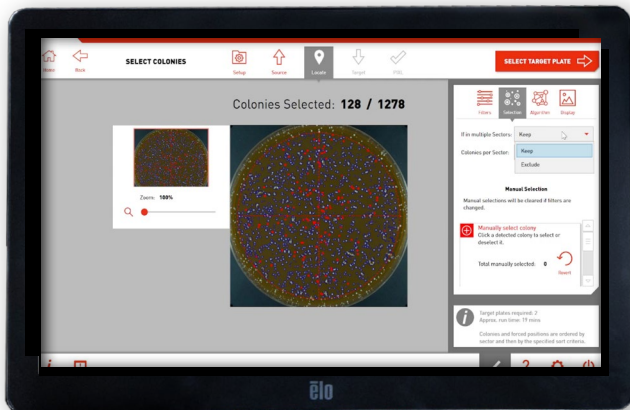 Home
Back
SELECT COLONIES
Setup
Source
Locate
Target
SELECT TARGET PLATE
Colonies Selected: 128 / 1278
Zoom: 100%
Filters
Selection
Algorithm
Display
If in multiple Sectors: Keep
Keep
Exclude
Colonies per Sector:
Manual Selection
Manual selections will be cleared if filters are
changed.
Manually select colony
Click a detected colony to select or
deselect it.
Total manually selected: 0
Revert
Target plates required: 2
Approx. run time: 19 mins
Colonies and forced positions are ordered by
sector and then by the specified sort criteria.
elo